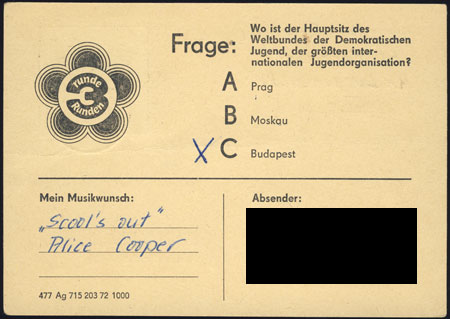 3 runde Runden
Frage:
Wo ist der Hauptsitz des
Weltbundes der Demokratischen
Jugend, der größten inter-
nationalen Jugendorganisation?
A Prag
B Moskau
X C Budapest
Mein Musikwunsch:
„Scool's out"
Alice Cooper
Absender:
477 Ag 715 203 72 1000